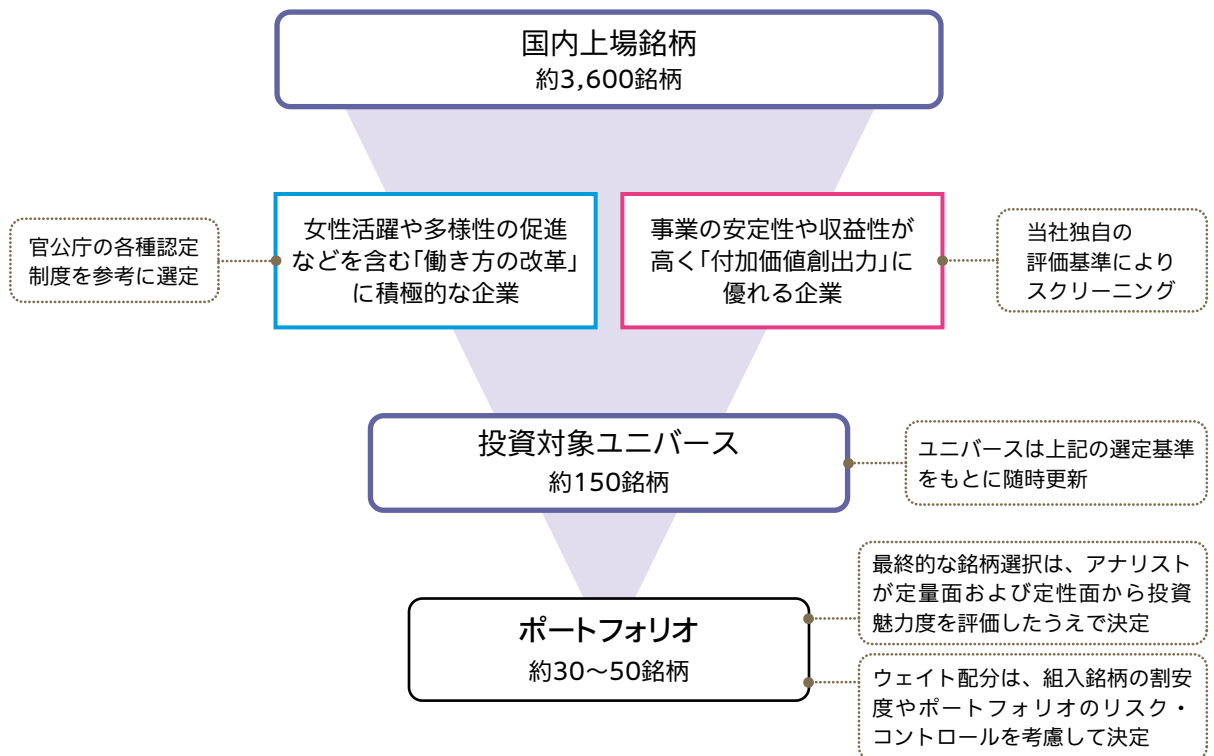 国内上場銘柄
約3,600銘柄
官公庁の各種認定
制度を参考に選定
女性活躍や多様性の促進
などを含む「働き方の改革」
に積極的な企業
事業の安定性や収益性が
高く「付加価値創出力」に
優れる企業
当社独自の
評価基準により
スクリーニング
投資対象ユニバース
約150銘柄
ユニバースは上記の選定基準
をもとに随時更新
ポートフォリオ
約30〜50銘柄
最終的な銘柄選択は、アナリスト
が定量面および定性面から投資
魅力度を評価したうえで決定
ウェイト配分は、組入銘柄の割安
度やポートフォリオのリスク・
コントロールを考慮して決定